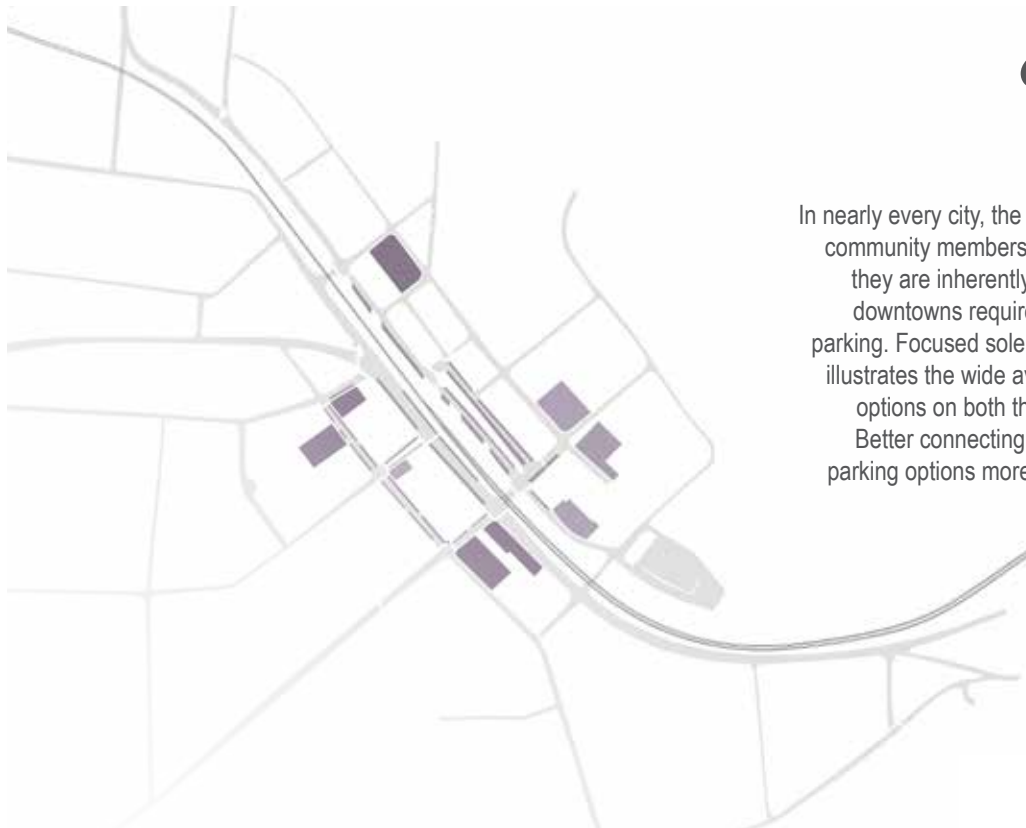 In nearly every city, the
community members
they are inherently
downtowns require
parking. Focused sole
illustrates the wide av
options on both th
Better connecting
parking options more